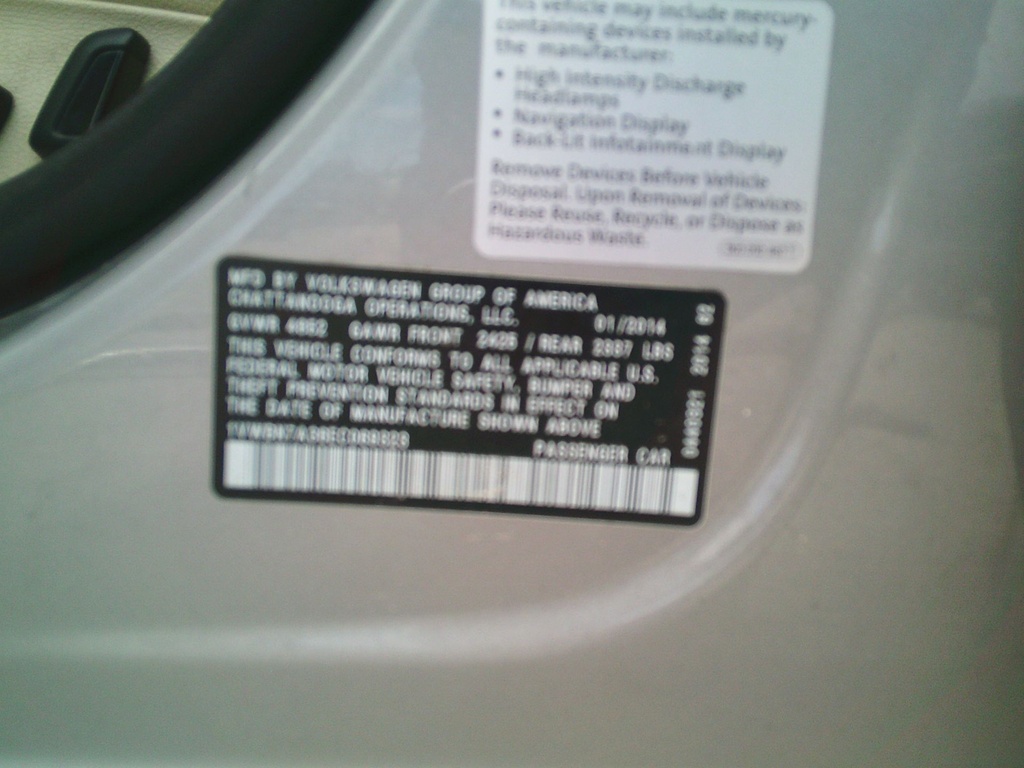 This vehicle may include mercury-
containing devices installed by
the manufacturer:
• High Intensity Discharge
Headlamps
• Navigation Display
• Back-Lit Infotainment Display
Remove Devices Before Vehicle
Disposal. Upon Removal of Devices
Please Reuse, Recycle, or Dispose as
Hazardous Waste.
MFD BY VOLKSWAGEN GROUP OF AMERICA
CHATTANOOGA OPERATIONS, LLC. 01/2014
GVWR GAWR FRONT / REAR LBS
THIS VEHICLE CONFORMS TO ALL APPLICABLE U.S.
FEDERAL MOTOR VEHICLE SAFETY, BUMPER AND
THEFT PREVENTION STANDARDS IN EFFECT ON
THE DATE OF MANUFACTURE SHOWN ABOVE
PASSENGER CAR
2014 02